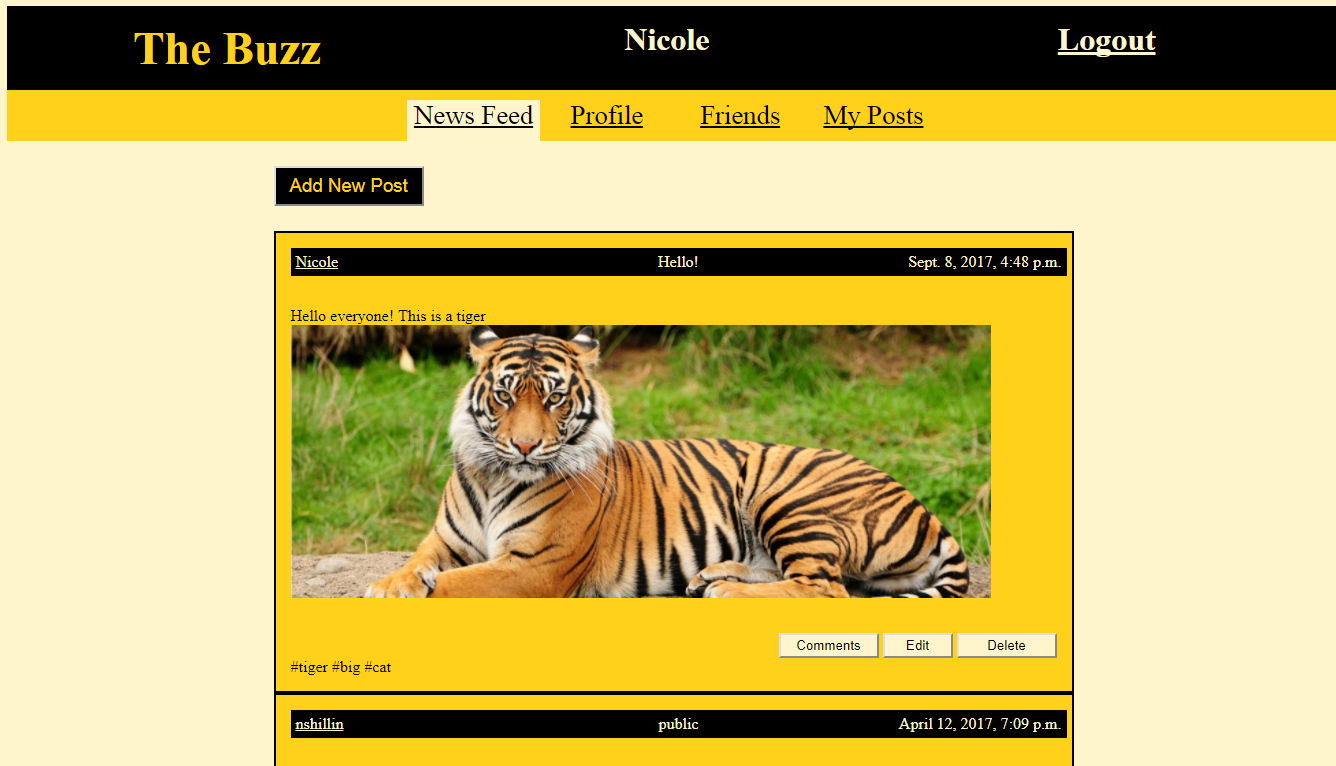 The Buzz Nicole Logout
News Feed Profile Friends My Posts
Add New Post
Nicole Hello! Sept. 8, 2017, 4:48 p.m.
Hello everyone! This is a tiger
Comments Edit Delete
#tiger #big #cat
nshillin public April 12, 2017, 7:09 p.m.